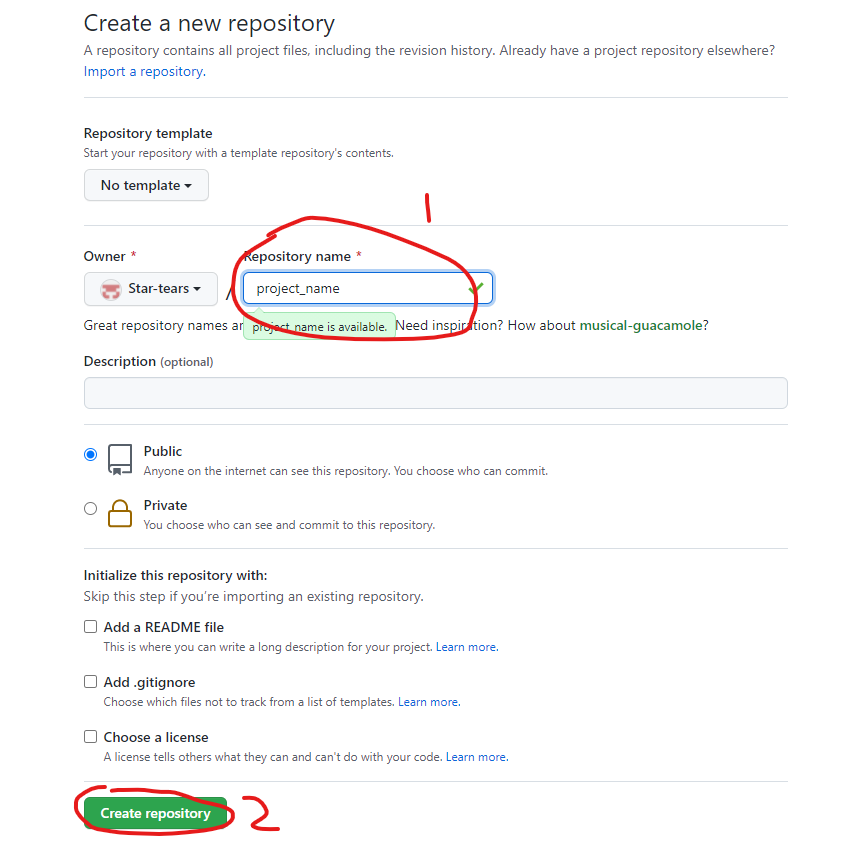 Create a new repository
A repository contains all project files, including the revision history. Already have a project repository elsewhere?
Import a repository.
Repository template
Start your repository with a template repository's contents.
No template
1
Owner * Repository name *
Star-tears / project_name
Great repository names ar project_name is available. Need inspiration? How about musical-guacamole?
Description (optional)
Public
Anyone on the internet can see this repository. You choose who can commit.
Private
You choose who can see and commit to this repository.
Initialize this repository with:
Skip this step if you're importing an existing repository.
Add a README file
This is where you can write a long description for your project. Learn more.
Add .gitignore
Choose which files not to track from a list of templates. Learn more.
Choose a license
A license tells others what they can and can't do with your code. Learn more.
Create repository 2